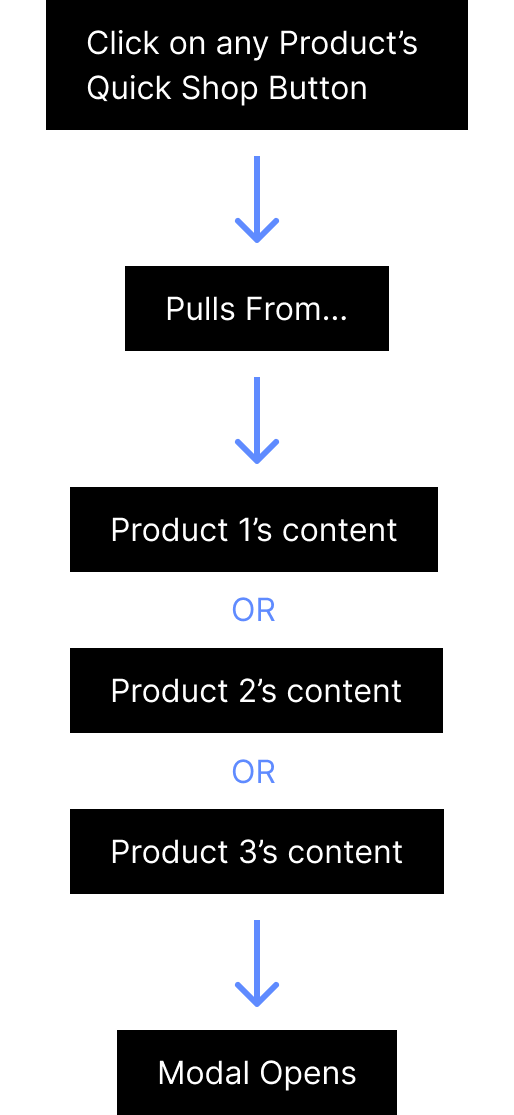 Click on any Product’s
Quick Shop Button
Pulls From...
Product 1’s content
OR
Product 2’s content
OR
Product 3’s content
Modal Opens